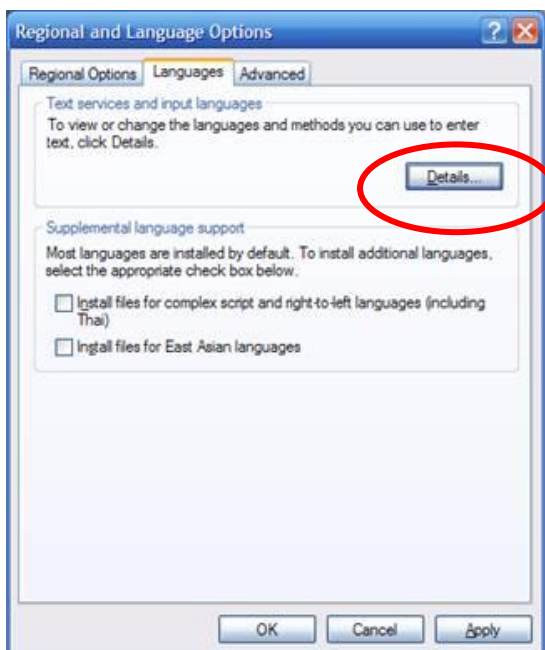 Regional and Language Options
Regional Options Languages Advanced
Text services and input languages
To view or change the languages and methods you can use to enter
text, click Details.
Details...
Supplemental language support
Most languages are installed by default. To install additional languages,
select the appropriate check box below.
Install files for complex script and right-to-left languages (including
Thai)
Install files for East Asian languages
OK Cancel Apply